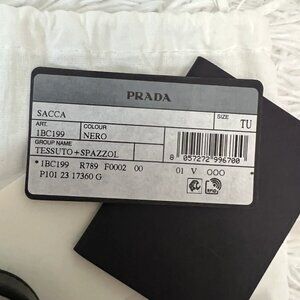 PRADA
SACCA
SIZE TU
ART. COLOUR
1BC199 NERO
GROUP NAME
TESSUTO+SPAZZOL
8 057272 996700
*1BC199 R789 F0002 00 01 V OOO
P101 23 17360 G